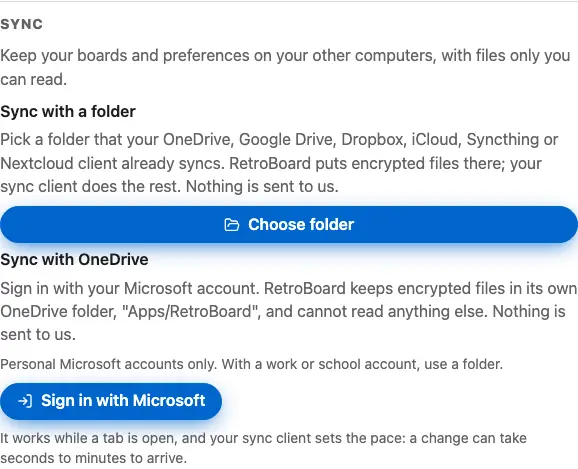 SYNC
Keep your boards and preferences on your other computers, with files only you
can read.
Sync with a folder
Pick a folder that your OneDrive, Google Drive, Dropbox, iCloud, Syncthing or
Nextcloud client already syncs. RetroBoard puts encrypted files there; your
sync client does the rest. Nothing is sent to us.
Choose folder
Sync with OneDrive
Sign in with your Microsoft account. RetroBoard keeps encrypted files in its own
OneDrive folder, "Apps/RetroBoard", and cannot read anything else. Nothing is
sent to us.
Personal Microsoft accounts only. With a work or school account, use a folder.
Sign in with Microsoft
It works while a tab is open, and your sync client sets the pace: a change can take
seconds to minutes to arrive.